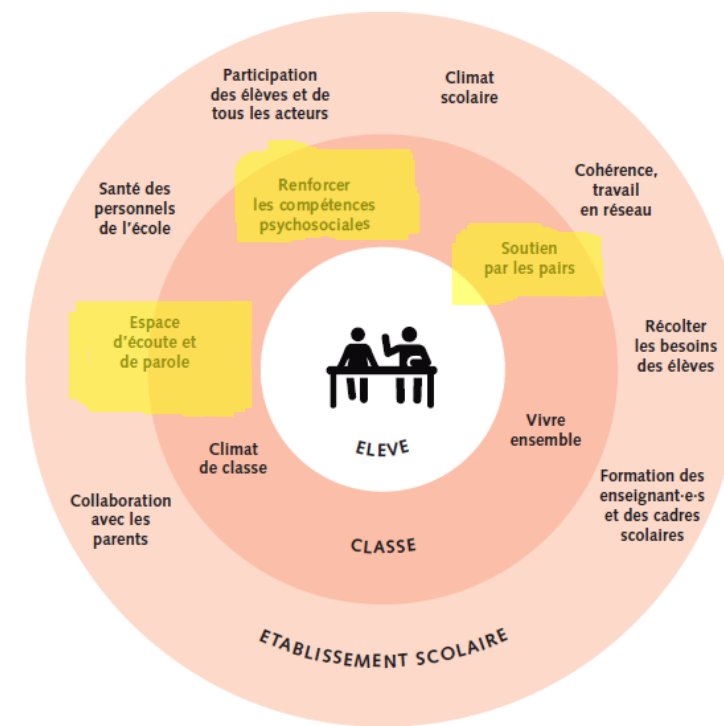 Participation
des élèves et de
tous les acteurs
Climat
scolaire
Santé des
personnels
de l'école
Renforcer
les compétences
psychosociales
Cohérence,
travail
en réseau
Soutien
par les pairs
Espace
d'écoute et
de parole
Récolter
les besoins
des élèves
Vivre
ensemble
Climat
de classe
ELEVE
Collaboration
avec les
parents
Formation des
enseignant·e·s
et des cadres
scolaires
CLASSE
ETABLISSEMENT SCOLAIRE